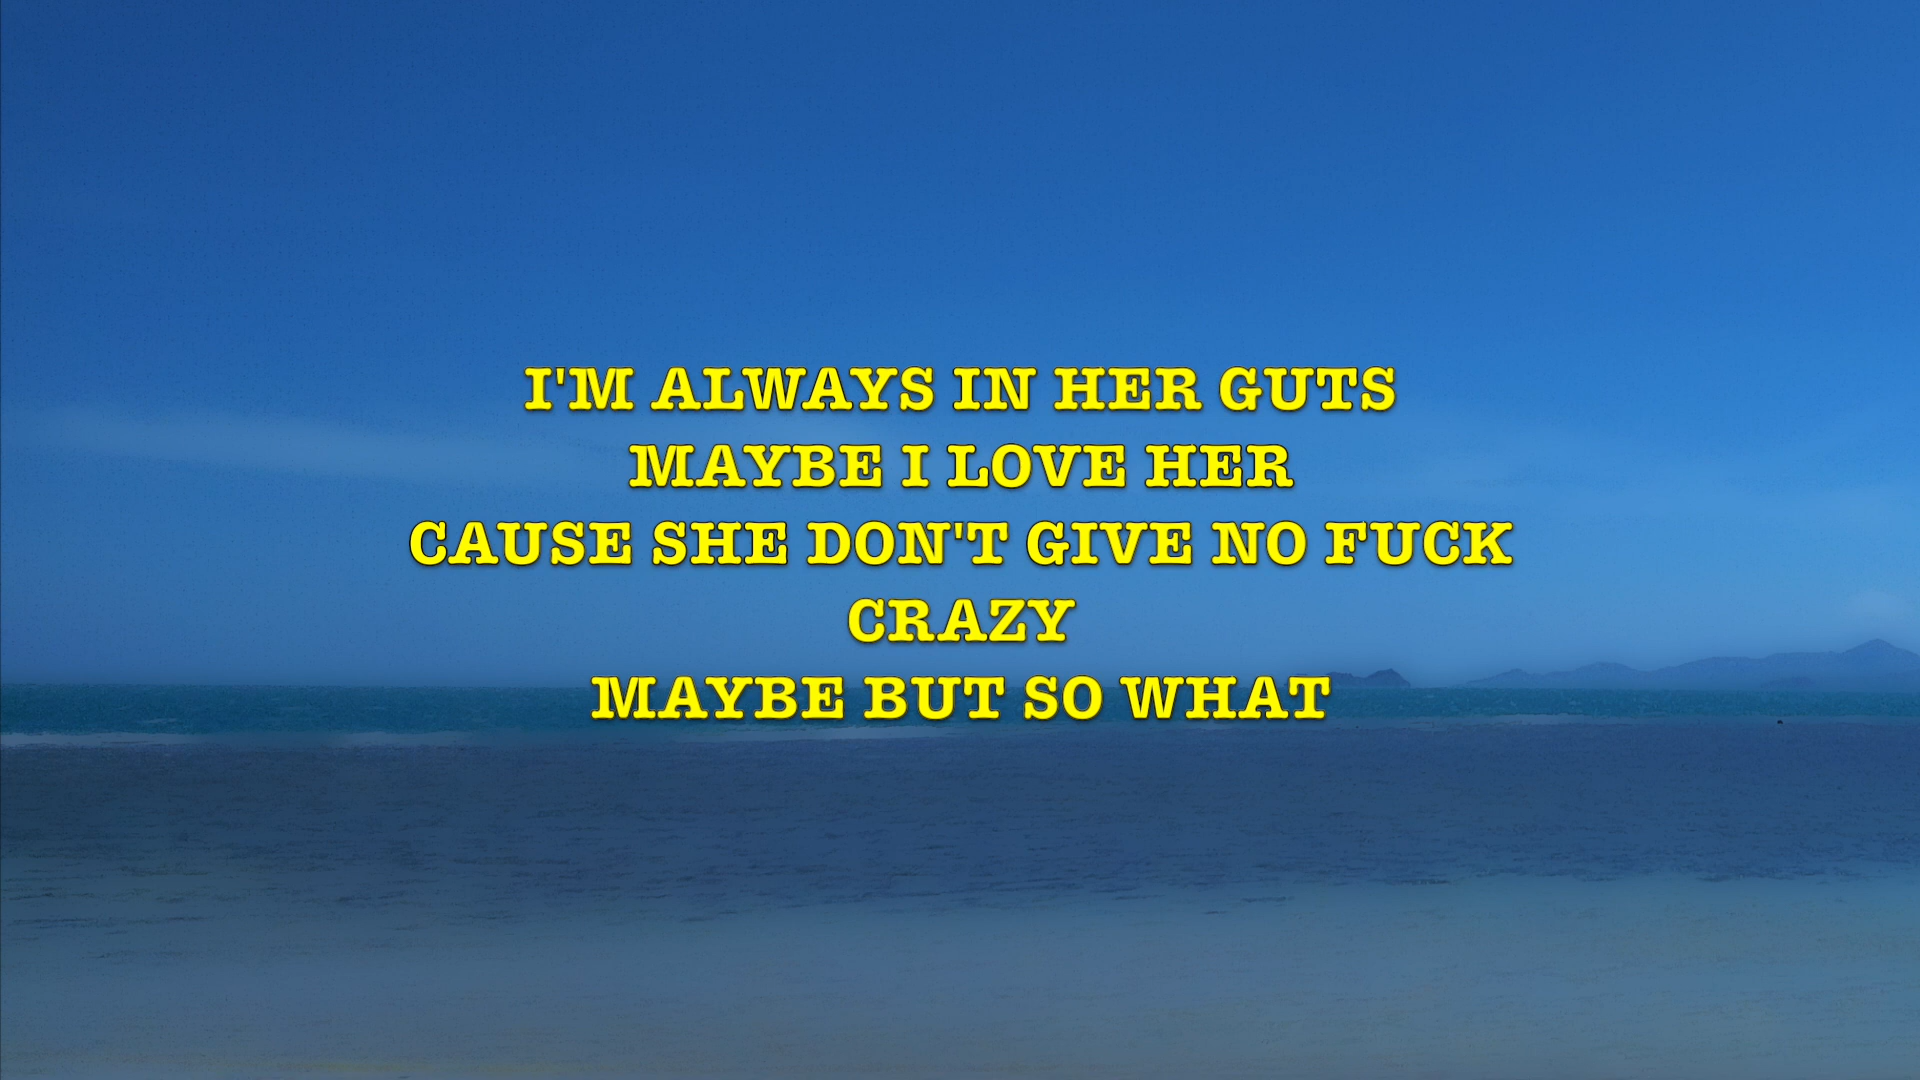 I'M ALWAYS IN HER GUTS
MAYBE I LOVE HER
CAUSE SHE DON'T GIVE NO FUCK
CRAZY
MAYBE BUT SO WHAT